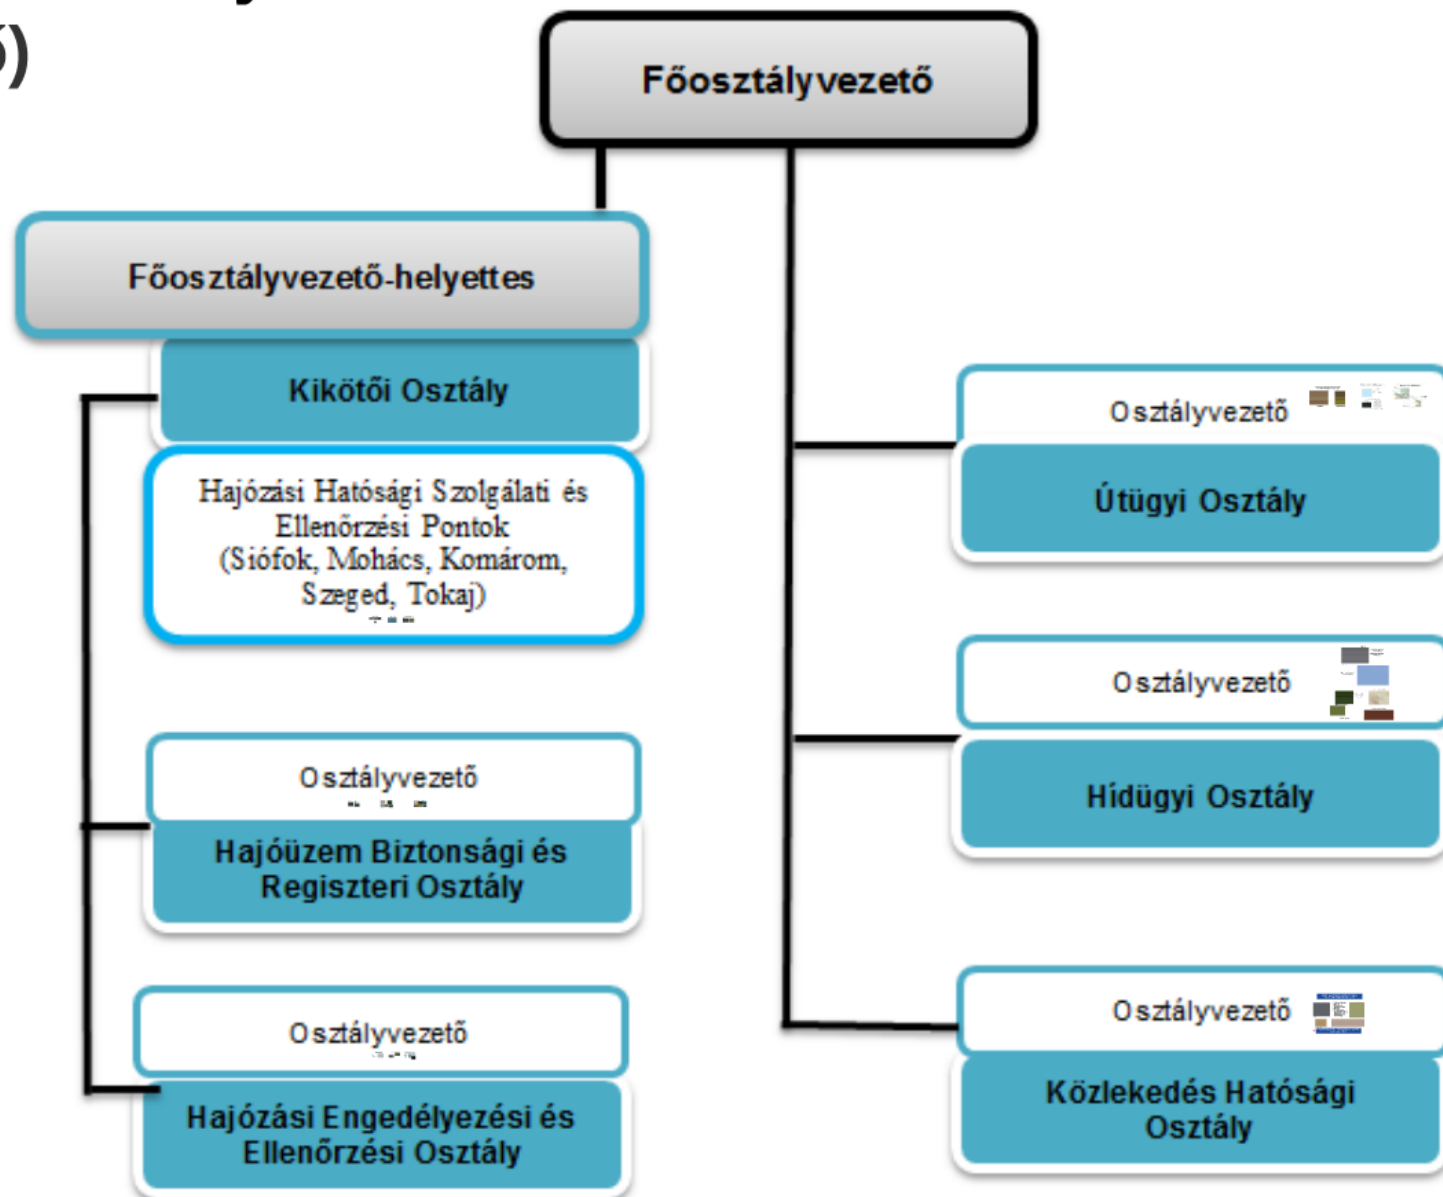 ő)
Főosztályvezető
Főosztályvezető-helyettes
Kikötői Osztály
Hajózási Hatósági Szolgálati és
Ellenőrzési Pontok
(Siófok, Mohács, Komárom,
Szeged, Tokaj)
Osztályvezető
Hajóüzem Biztonsági és
Regiszteri Osztály
Osztályvezető
Hajózási Engedélyezési és
Ellenőrzési Osztály
Osztályvezető
Útügyi Osztály
Osztályvezető
Hídügyi Osztály
Osztályvezető
Közlekedés Hatósági
Osztály